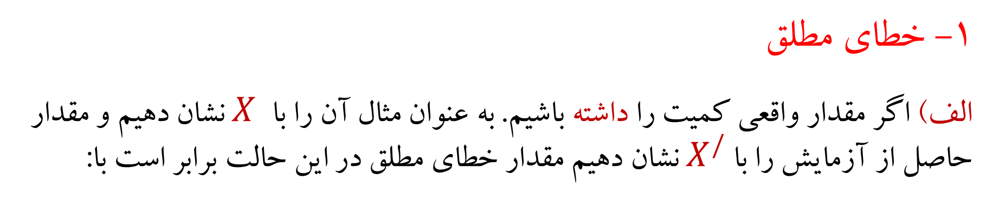 ۱- خطای مطلق
الف) اگر مقدار واقعی کمیت را داشته باشیم. به عنوان مثال آن را با X نشان دهیم و مقدار
حاصل از آزمایش را با X′ نشان دهیم مقدار خطای مطلق در این حالت برابر است با: